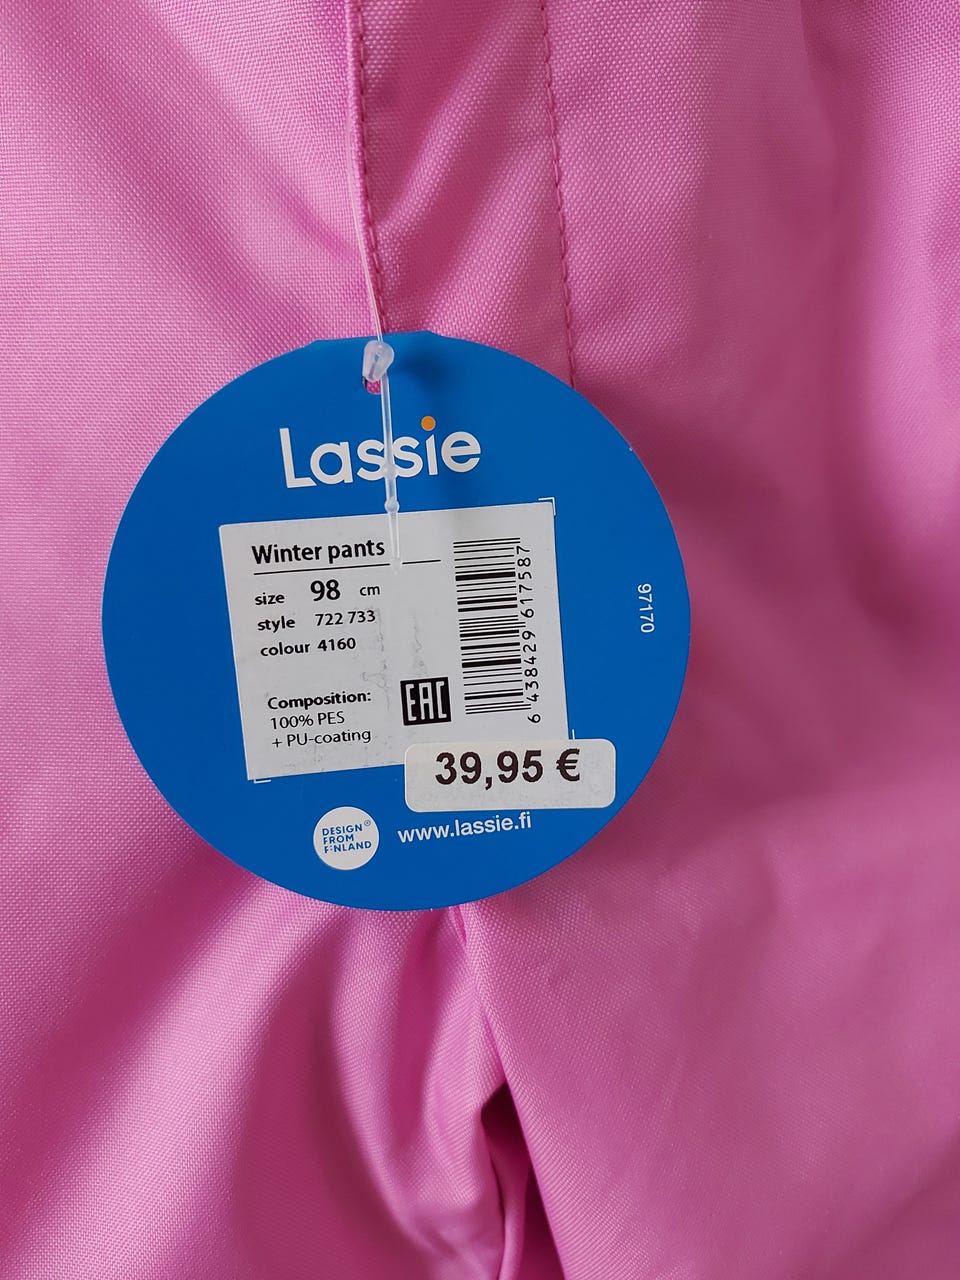 Lassie
Winter pants
size 98 cm
style 722 733
colour 4160
Composition:
100% PES
+ PU-coating
EAC
6 438429 617587
39,95 €
DESIGN®
FROM
FINLAND
www.lassie.fi
97170